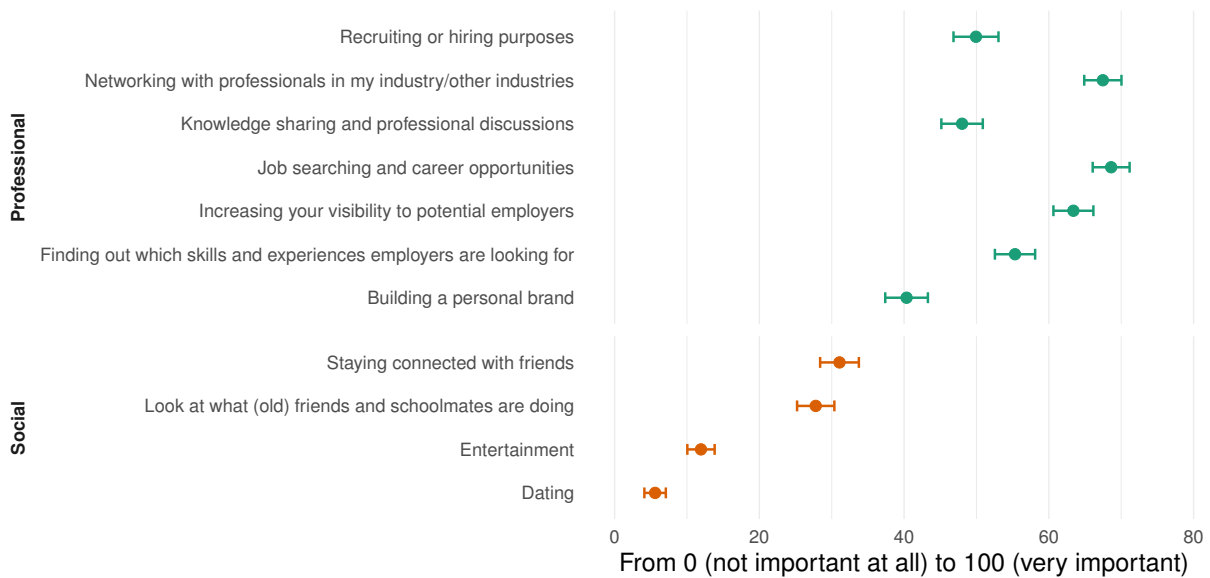 Professional
Recruiting or hiring purposes
Networking with professionals in my industry/other industries
Knowledge sharing and professional discussions
Job searching and career opportunities
Increasing your visibility to potential employers
Finding out which skills and experiences employers are looking for
Building a personal brand
Social
Staying connected with friends
Look at what (old) friends and schoolmates are doing
Entertainment
Dating
0 20 40 60 80
From 0 (not important at all) to 100 (very important)